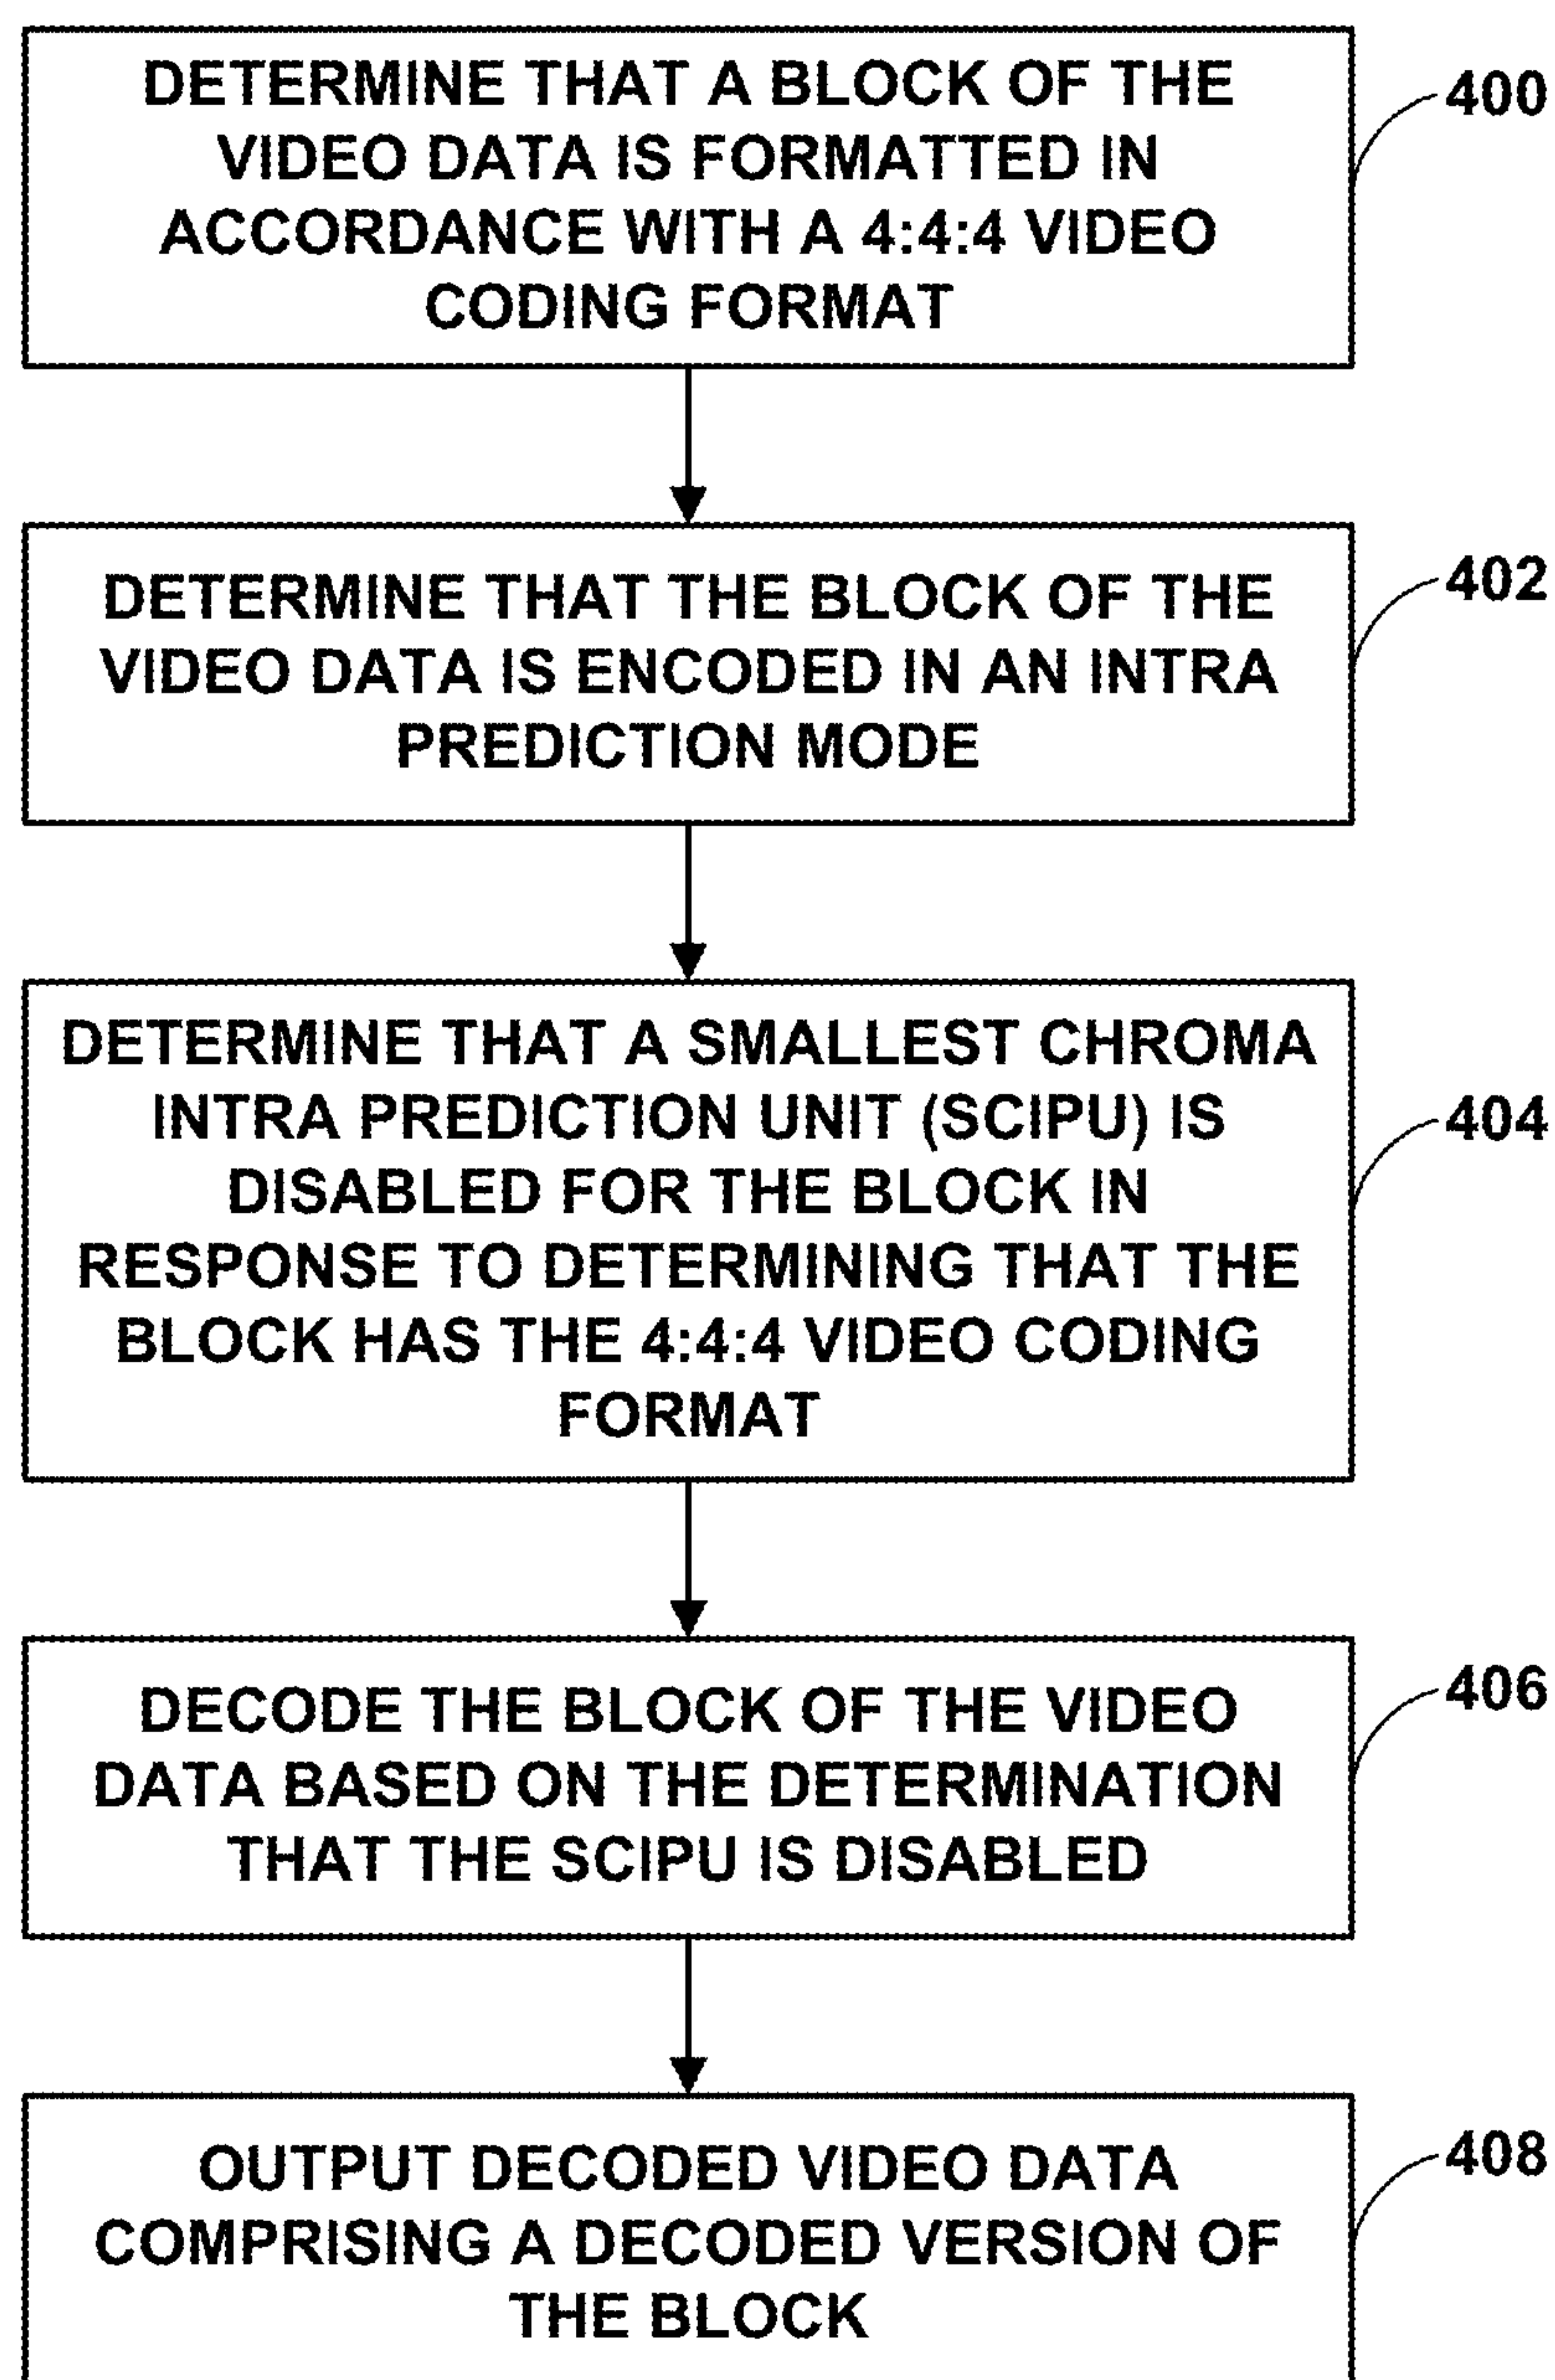 DETERMINE THAT A BLOCK OF THE
VIDEO DATA IS FORMATTED IN
ACCORDANCE WITH A 4:4:4 VIDEO
CODING FORMAT
400
DETERMINE THAT THE BLOCK OF THE
VIDEO DATA IS ENCODED IN AN INTRA
PREDICTION MODE
402
DETERMINE THAT A SMALLEST CHROMA
INTRA PREDICTION UNIT (SCIPU) IS
DISABLED FOR THE BLOCK IN
RESPONSE TO DETERMINING THAT THE
BLOCK HAS THE 4:4:4 VIDEO CODING
FORMAT
404
DECODE THE BLOCK OF THE VIDEO
DATA BASED ON THE DETERMINATION
THAT THE SCIPU IS DISABLED
406
OUTPUT DECODED VIDEO DATA
COMPRISING A DECODED VERSION OF
THE BLOCK
408